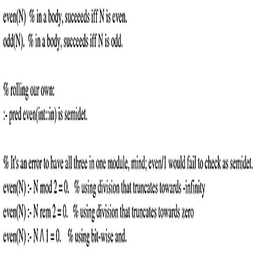 even(N) % in a body, succeeds iff N is even.
odd(N). % in a body, succeeds iff N is odd.
% rolling our own:
:- pred even(int::in) is semidet.
% It's an error to have all three in one module, mind; even/1 would fail to check as semidet.
even(N) :- N mod 2 = 0. % using division that truncates towards -infinity
even(N) :- N rem 2 = 0. % using division that truncates towards zero
even(N) :- N /\ 1 = 0. % using bit-wise and.